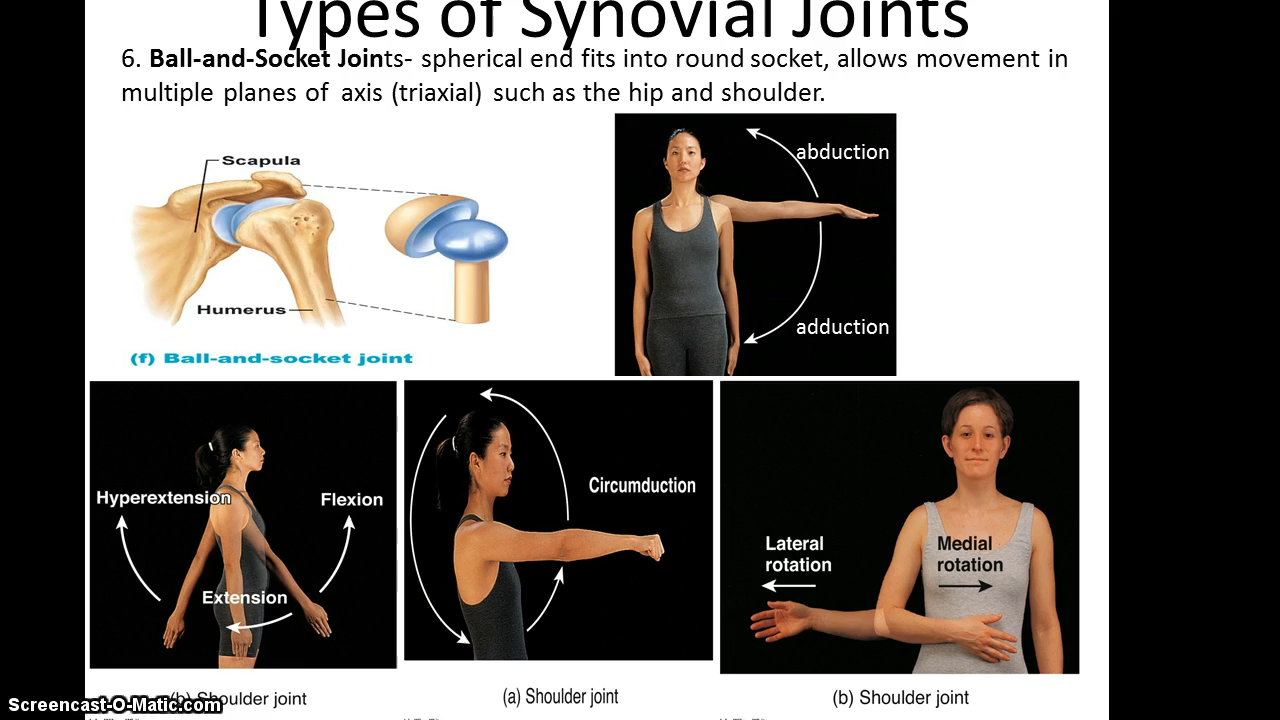 Types of Synovial Joints
6. Ball-and-Socket Joints- spherical end fits into round socket, allows movement in
multiple planes of axis (triaxial) such as the hip and shoulder.
Scapula
Humerus
(f) Ball-and-socket joint
abduction
adduction
Hyperextension
Flexion
Extension
Circumduction
Lateral
rotation
Medial
rotation
(b) Shoulder joint
(a) Shoulder joint
(b) Shoulder joint
Screencast-O-Matic.com